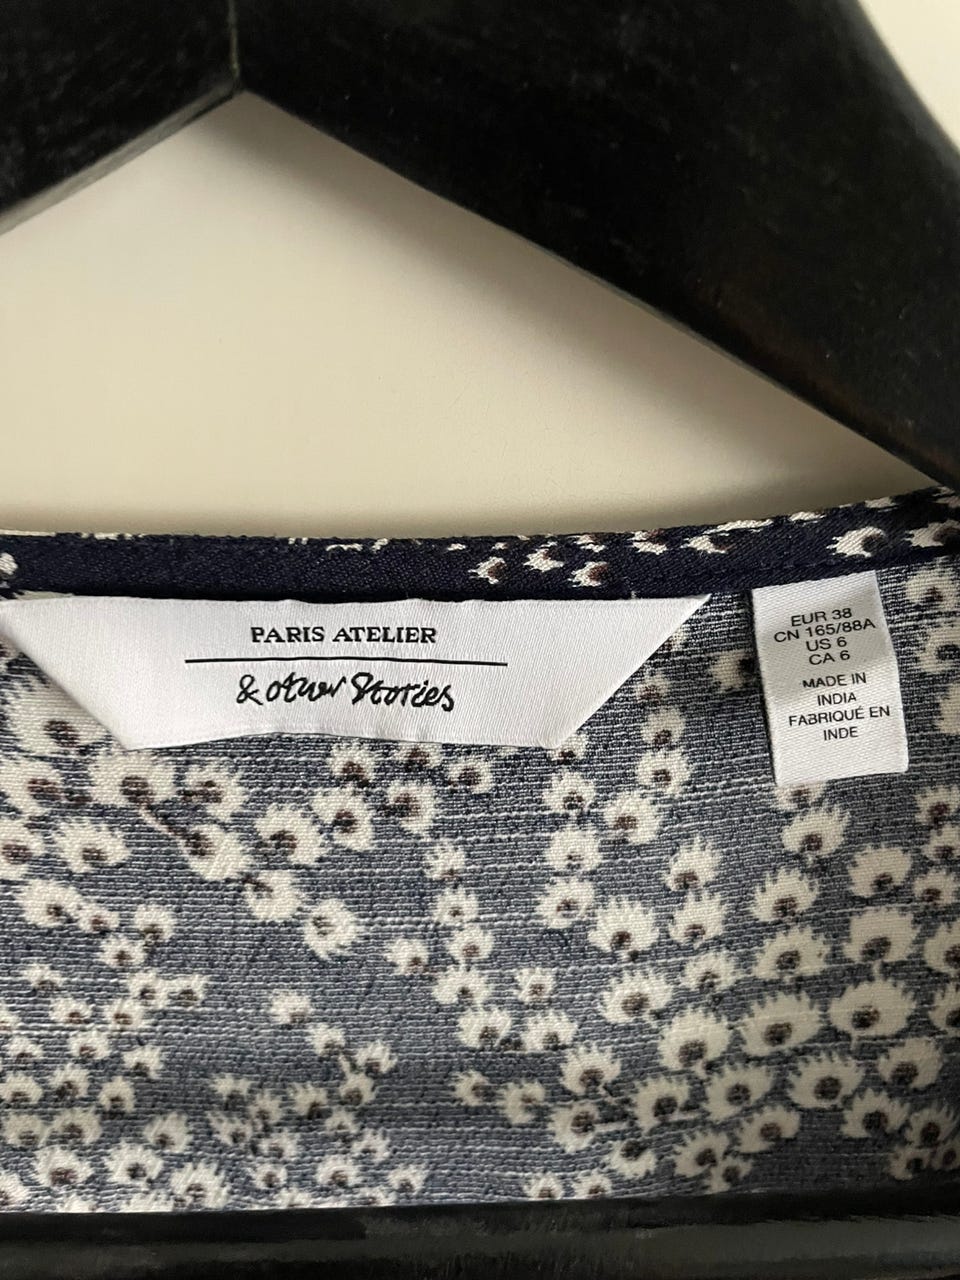 PARIS ATELIER
& other Stories
EUR 38
CN 165/88A
US 6
CA 6
MADE IN
INDIA
FABRIQUÉ EN
INDE